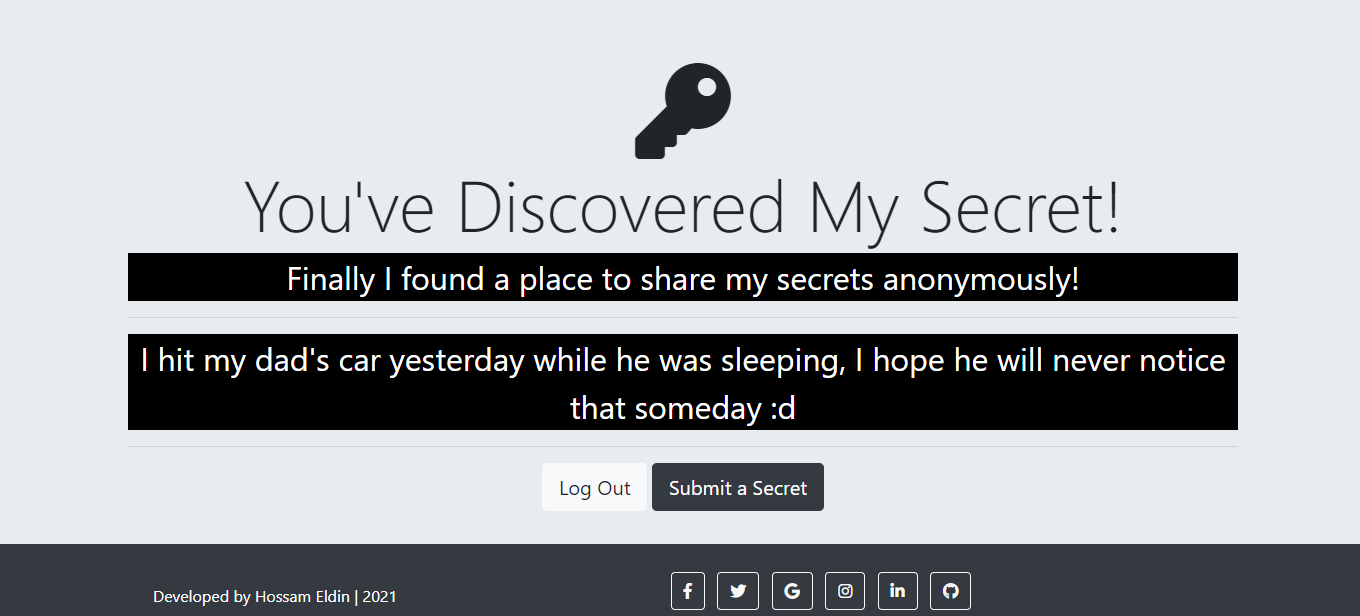 You've Discovered My Secret!
Finally I found a place to share my secrets anonymously!
I hit my dad's car yesterday while he was sleeping, I hope he will never notice
that someday :d
Log Out
Submit a Secret
Developed by Hossam Eldin | 2021